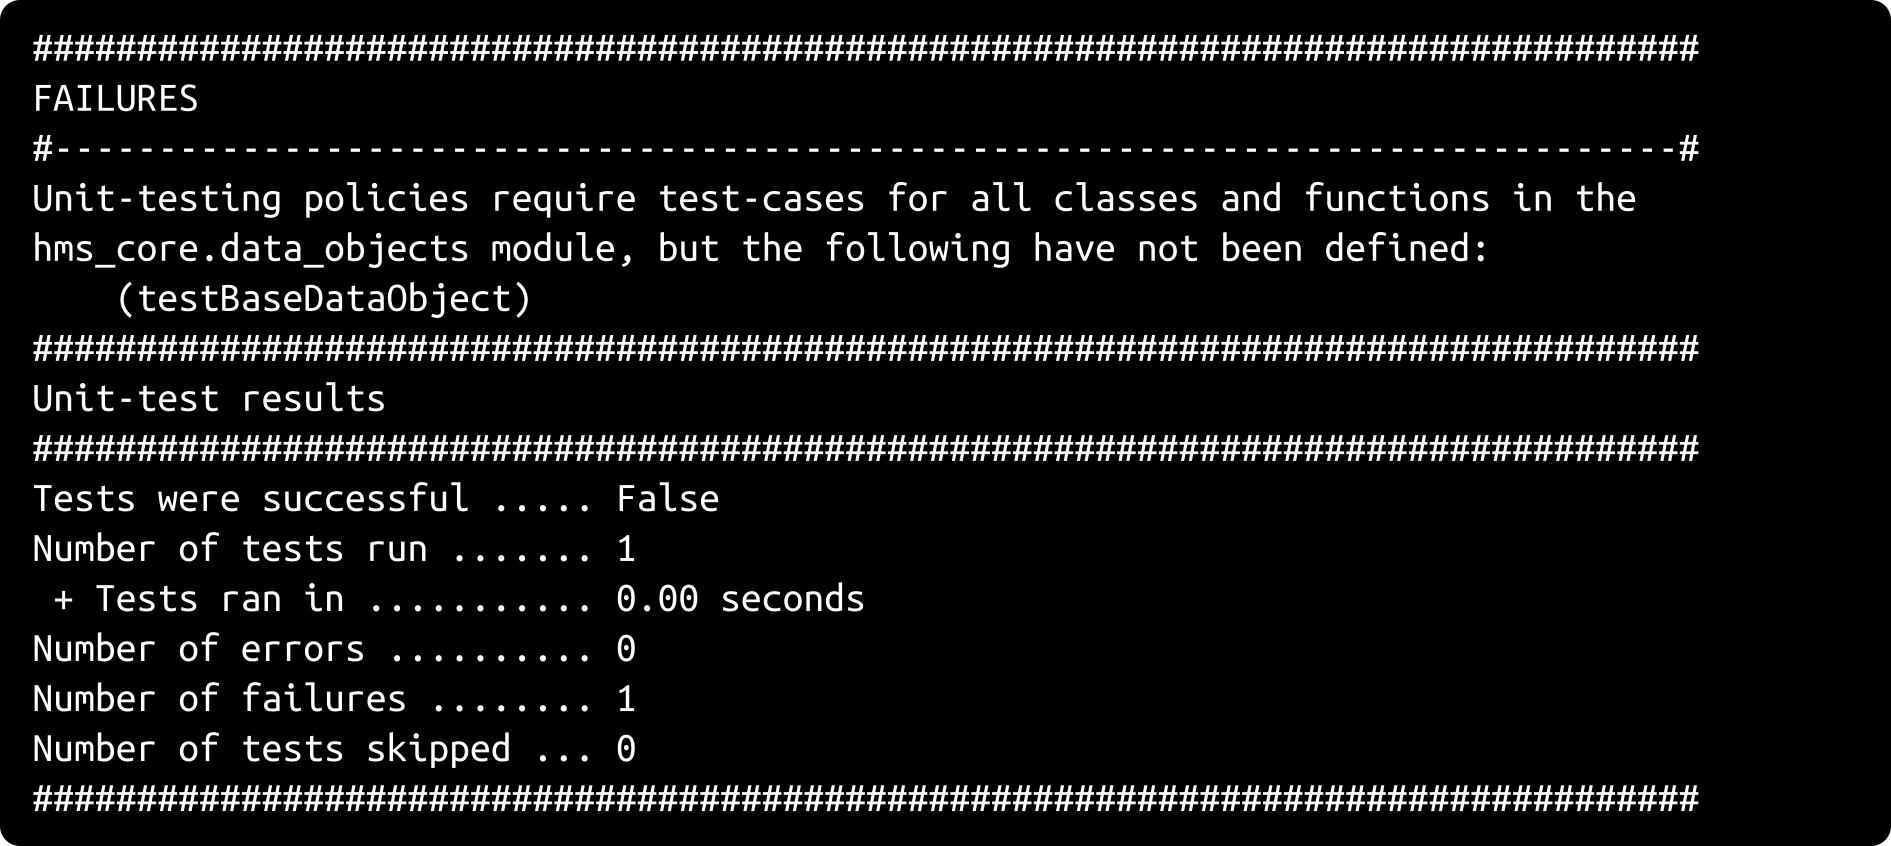 ################################################################################
FAILURES
#------------------------------------------------------------------------------#
Unit-testing policies require test-cases for all classes and functions in the
hms_core.data_objects module, but the following have not been defined:
    (testBaseDataObject)
################################################################################
Unit-test results
################################################################################
Tests were successful ..... False
Number of tests run ....... 1
 + Tests ran in ........... 0.00 seconds
Number of errors .......... 0
Number of failures ........ 1
Number of tests skipped ... 0
################################################################################